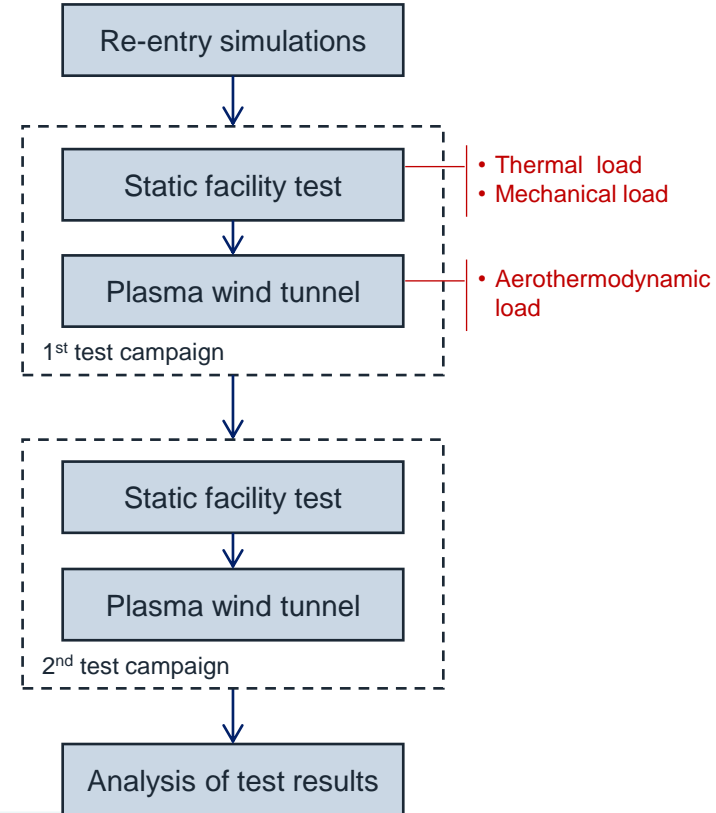 Re-entry simulations
Static facility test
• Thermal load
• Mechanical load
Plasma wind tunnel
• Aerothermodynamic
load
1st test campaign
Static facility test
Plasma wind tunnel
2nd test campaign
Analysis of test results